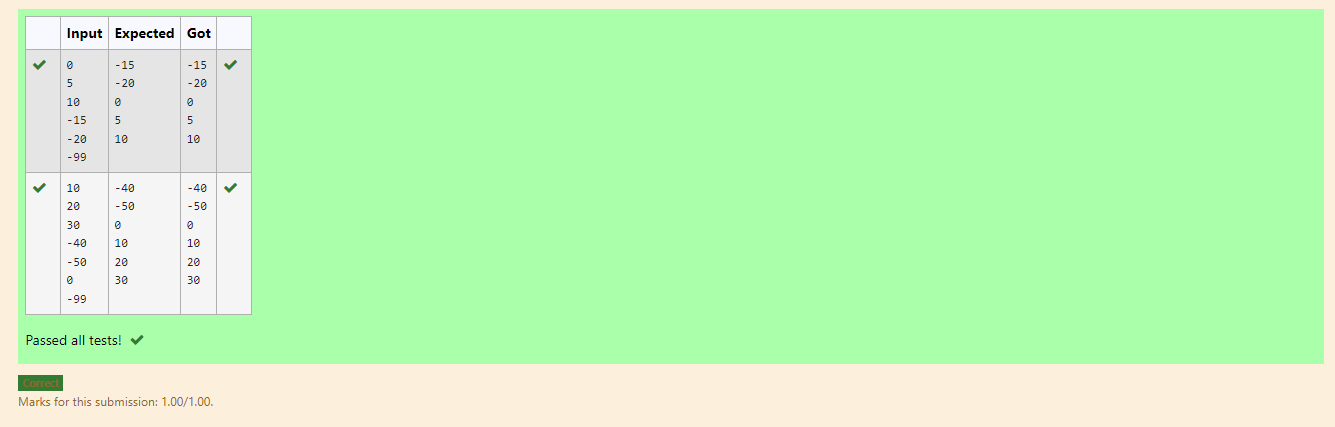 Input Expected Got
0 -15 -15
5 -20 -20
10 0 0
-15 5 5
-20 10 10
-99
10 -40 -40
20 -50 -50
30 0 0
-40 10 10
-50 20 20
0 30 30
-99
Passed all tests!
Correct
Marks for this submission: 1.00/1.00.